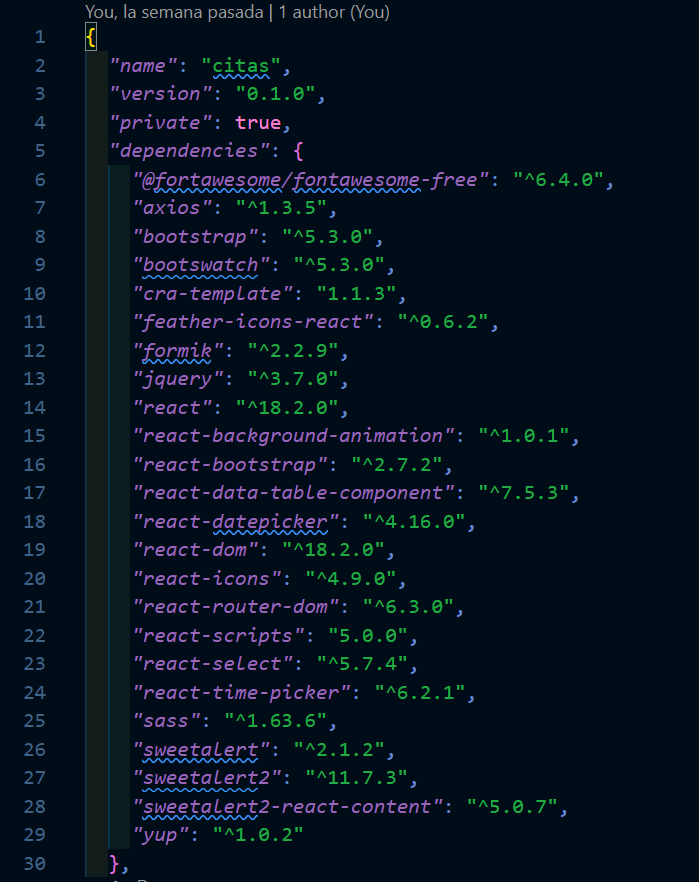 You, la semana pasada | 1 author (You)
1 {
2 "name": "citas",
3 "version": "0.1.0",
4 "private": true,
5 "dependencies": {
6 "@fortawesome/fontawesome-free": "^6.4.0",
7 "axios": "^1.3.5",
8 "bootstrap": "^5.3.0",
9 "bootswatch": "^5.3.0",
10 "cra-template": "1.1.3",
11 "feather-icons-react": "^0.6.2",
12 "formik": "^2.2.9",
13 "jquery": "^3.7.0",
14 "react": "^18.2.0",
15 "react-background-animation": "^1.0.1",
16 "react-bootstrap": "^2.7.2",
17 "react-data-table-component": "^7.5.3",
18 "react-datepicker": "^4.16.0",
19 "react-dom": "^18.2.0",
20 "react-icons": "^4.9.0",
21 "react-router-dom": "^6.3.0",
22 "react-scripts": "5.0.0",
23 "react-select": "^5.7.4",
24 "react-time-picker": "^6.2.1",
25 "sass": "^1.63.6",
26 "sweetalert": "^2.1.2",
27 "sweetalert2": "^11.7.3",
28 "sweetalert2-react-content": "^5.0.7",
29 "yup": "^1.0.2"
30 },